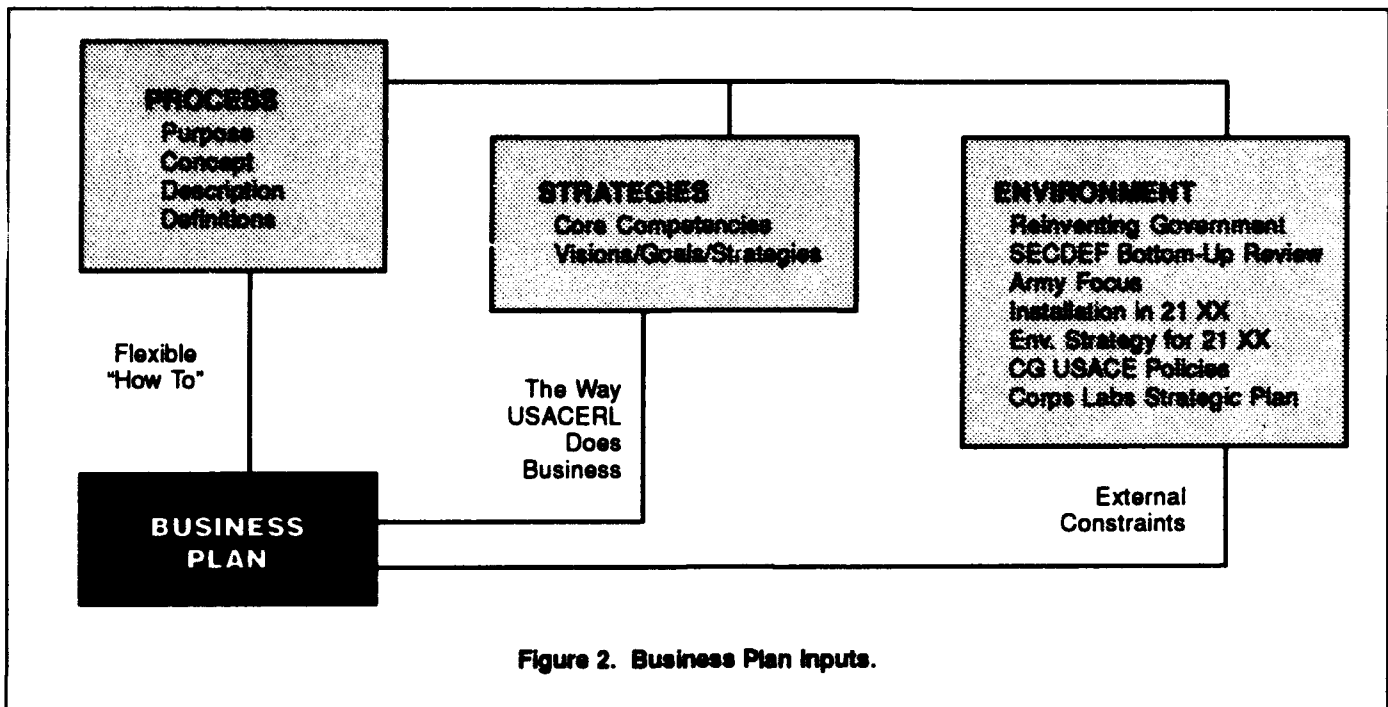 PROCESS
Purpose
Concept
Description
Definitions
STRATEGIES
Core Competencies
Visions/Goals/Strategies
ENVIRONMENT
Reinventing Government
SECDEF Bottom-Up Review
Army Focus
Installation in 21 XX
Env. Strategy for 21 XX
CG USACE Policies
Corps Labs Strategic Plan
Flexible
"How To"
The Way
USACERL
Does
Business
External
Constraints
BUSINESS
PLAN
Figure 2. Business Plan Inputs.